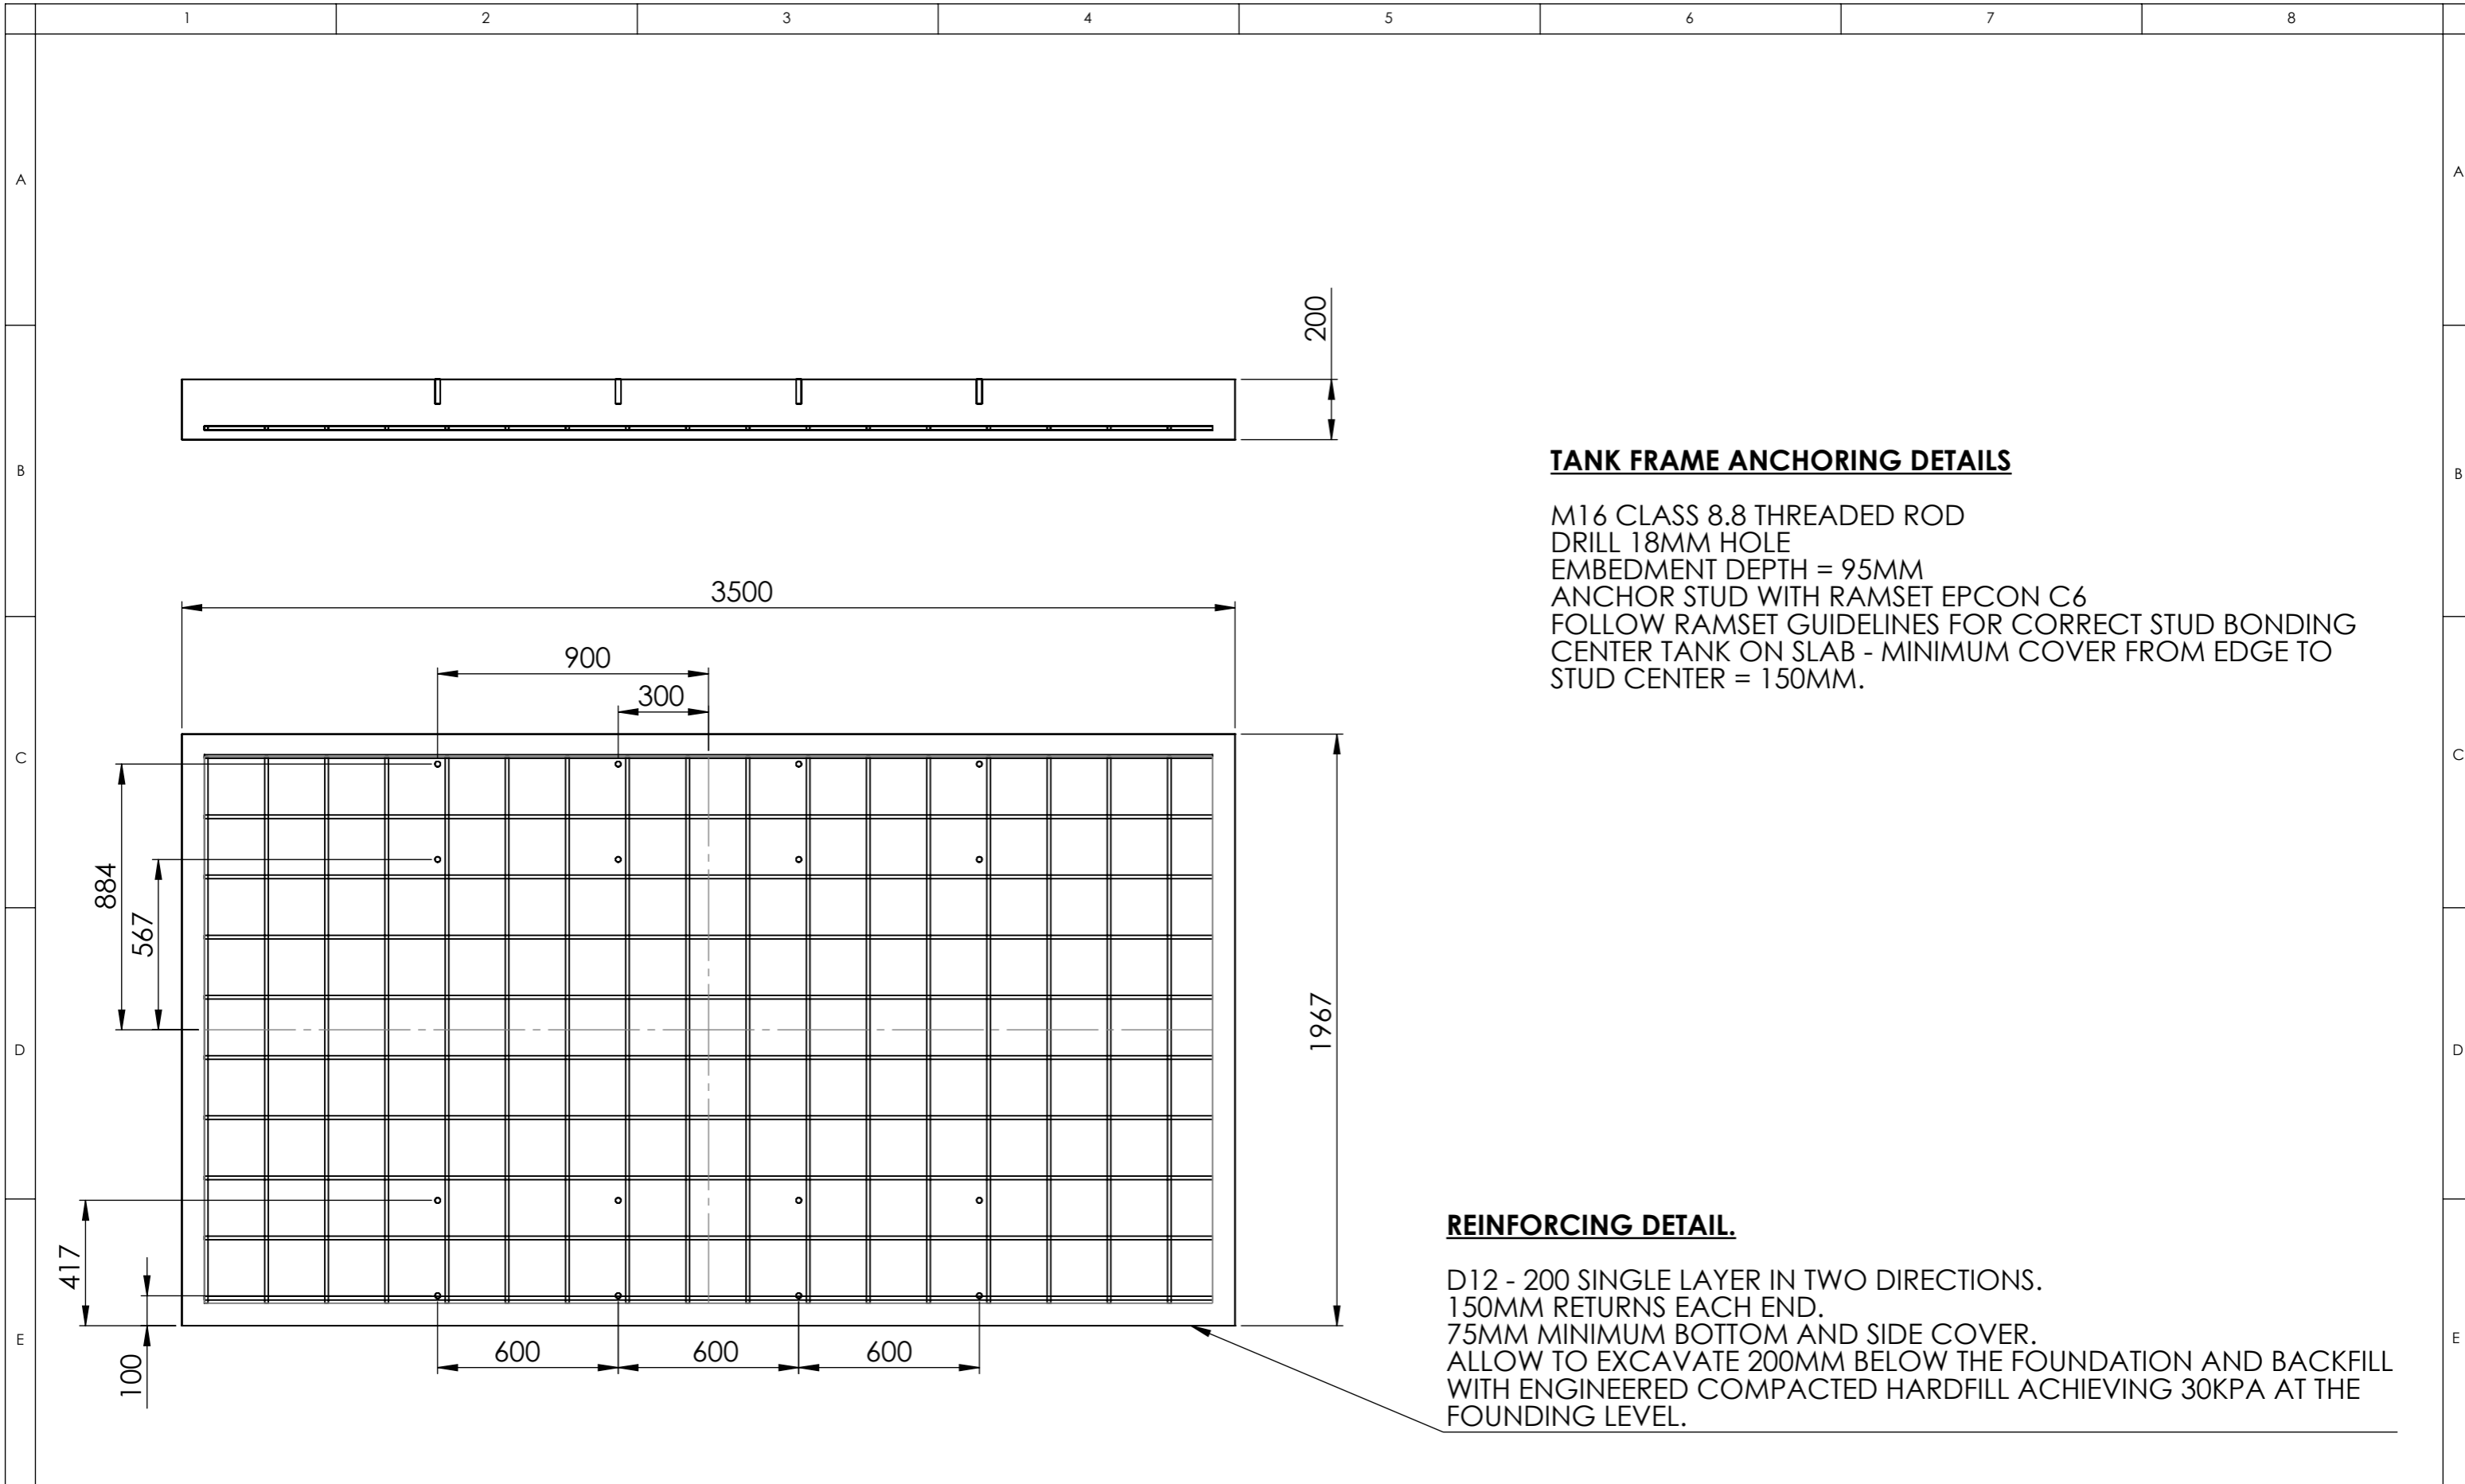 1 2 3 4 5 6 7 8
A A
200
B B
TANK FRAME ANCHORING DETAILS
M16 CLASS 8.8 THREADED ROD
DRILL 18MM HOLE
EMBEDMENT DEPTH = 95MM
ANCHOR STUD WITH RAMSET EPCON C6
FOLLOW RAMSET GUIDELINES FOR CORRECT STUD BONDING
CENTER TANK ON SLAB - MINIMUM COVER FROM EDGE TO
STUD CENTER = 150MM.
3500
900
300
C C
884
567
1967
D D
417
100
600 600 600
E E
REINFORCING DETAIL.
D12 - 200 SINGLE LAYER IN TWO DIRECTIONS.
150MM RETURNS EACH END.
75MM MINIMUM BOTTOM AND SIDE COVER.
ALLOW TO EXCAVATE 200MM BELOW THE FOUNDATION AND BACKFILL
WITH ENGINEERED COMPACTED HARDFILL ACHIEVING 30KPA AT THE
FOUNDING LEVEL.